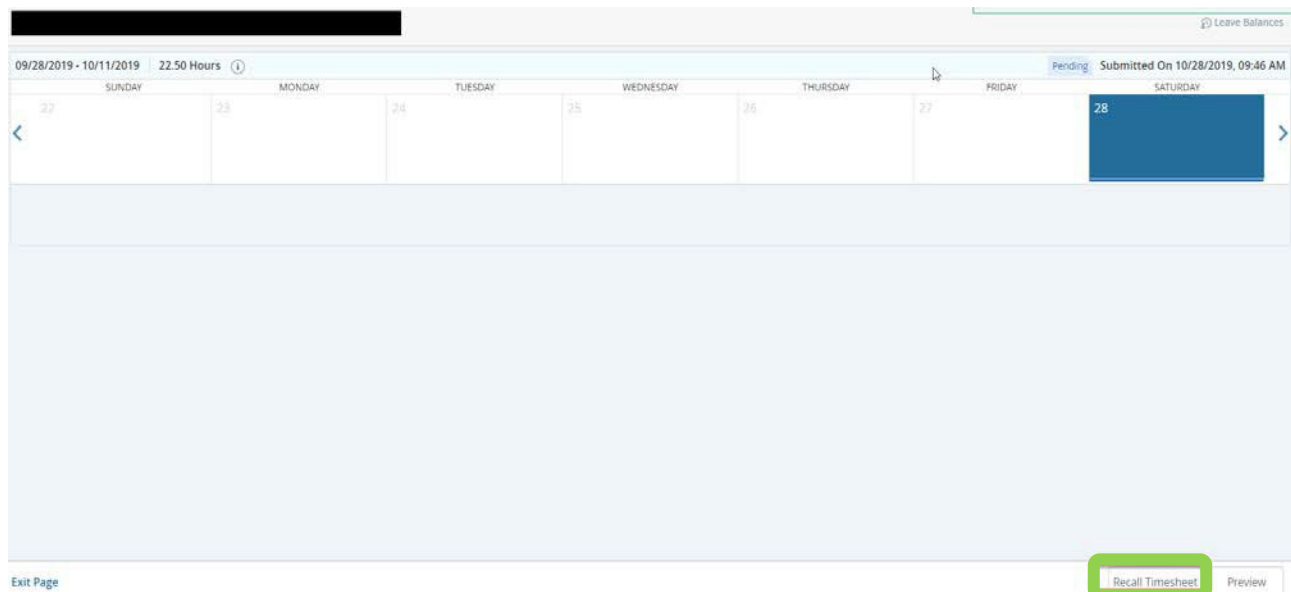 Leave Balances
09/28/2019 - 10/11/2019 22.50 Hours Pending Submitted On 10/28/2019, 09:46 AM
SUNDAY MONDAY TUESDAY WEDNESDAY THURSDAY FRIDAY SATURDAY
22 23 24 25 26 27 28
Exit Page Recall Timesheet Preview